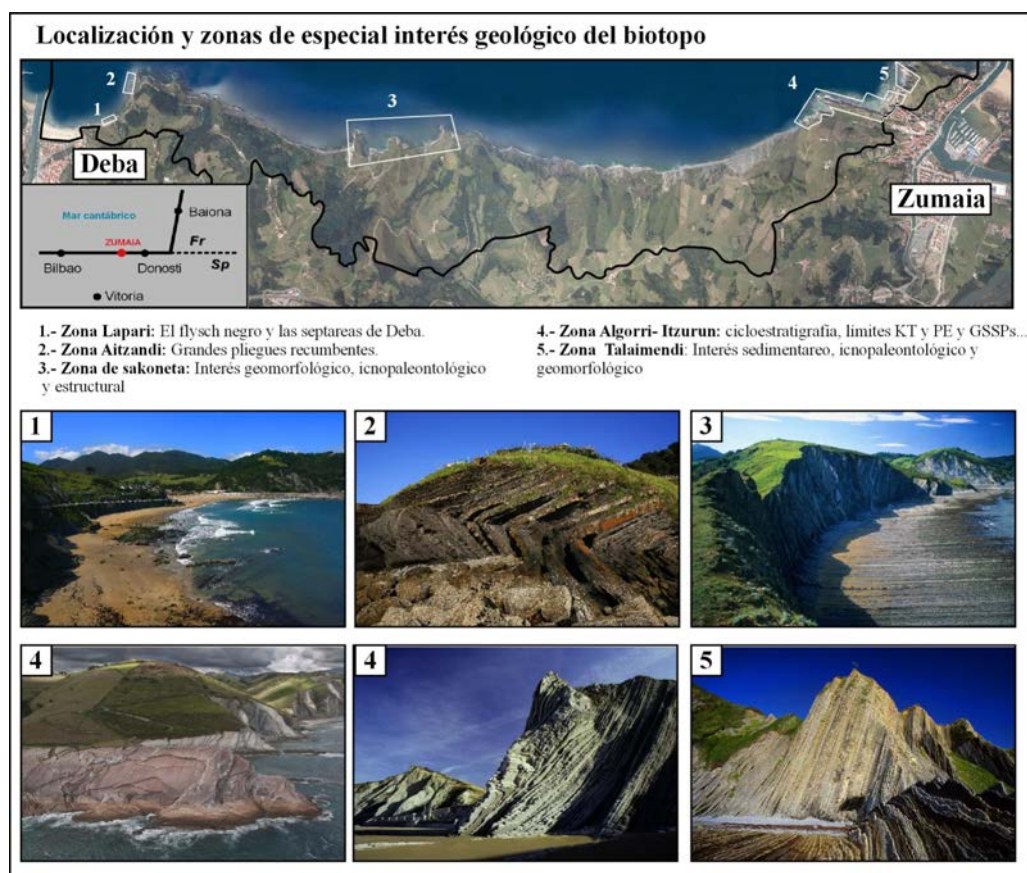 Localización y zonas de especial interés geológico del biotopo
1
2
3
4
5
Deba
Zumaia
Mar cantábrico
Baiona
ZUMAIA
Fr
Bilbao
Donosti
Sp
Vitoria
1.- Zona Lapari: El flysch negro y las septareas de Deba.
2.- Zona Aitzandi: Grandes pliegues recumbentes.
3.- Zona de sakoneta: Interés geomorfológico, icnopaleontológico
y estructural
4.- Zona Algorri- Itzurun: cicloestratigrafia, límites KT y PE y GSSPs...
5.- Zona Talaimendi: Interés sedimentareo, icnopaleontológico y
geomorfológico
1
2
3
4
4
5